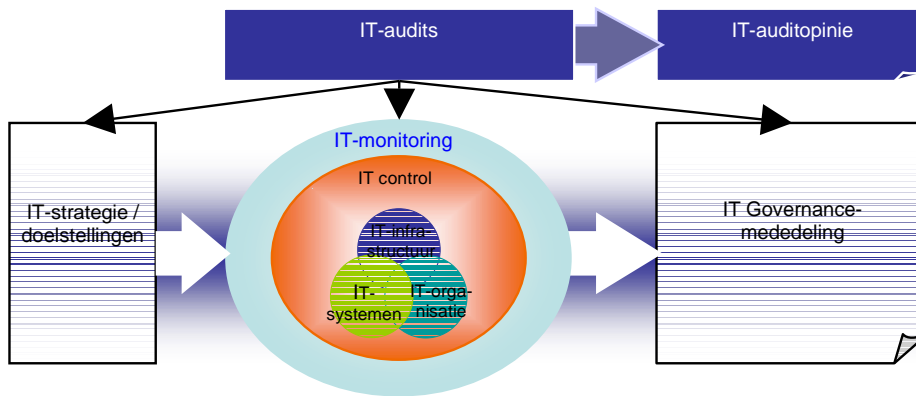 IT-audits
IT-auditopinie
IT-monitoring
IT control
IT-strategie /
doelstellingen
IT-infra-
structuur
IT-
systemen
IT-orga-
nisatie
IT Governance-
mededeling